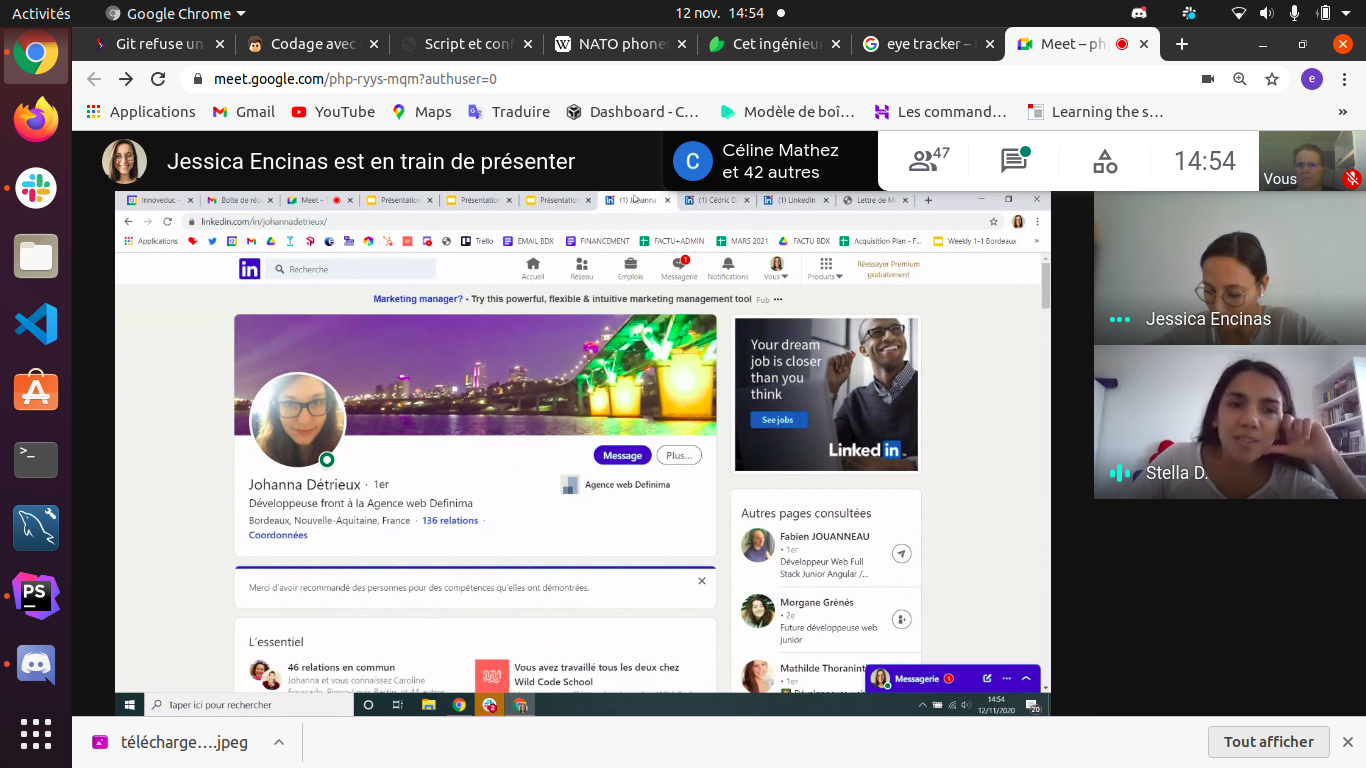 Activités
Google Chrome
12 nov. 14:54
Git refuse un
Codage avec
Script et con
NATO phone
Cet ingénieu
eye tracker –
Meet – ph
meet.google.com/php-ryys-mqm?authuser=0
e
Applications
Gmail
YouTube
Maps
Traduire
Dashboard - C…
Modèle de boî…
Les command…
Learning the s…
»
Jessica Encinas est en train de présenter
C
Céline Mathez
et 42 autres
47
14:54
Vous
Innoveduc -
Boîte de ré
Meet –
Présentation
Présentation
Présentation
(1) Johanna
(1) Cédric D
(1) LinkedIn
Lettre de M
linkedin.com/in/johannadetrieux/
Applications
Trello
EMAIL BDX
FINANCEMENT
FACTU+ADMIN
MARS 2021
FACTU BDX
Acquisition Plan - F...
Weekly 1-1 Bordeaux
»
in
Recherche
Accueil
Réseau
Emplois
1
Messagerie
Notifications
Vous
Produits
Réessayer Premium
gratuitement
Marketing manager? - Try this powerful, flexible & intuitive marketing management tool Pub
Message
Plus...
Johanna Détrieux · 1er
Agence web Definima
Développeuse front à la Agence web Definima
Bordeaux, Nouvelle-Aquitaine, France · 136 relations ·
Coordonnées
Merci d'avoir recommandé des personnes pour des compétences qu'elles ont démontrées.
L'essentiel
46 relations en commun
Johanna et vous connaissez Caroline
Vous avez travaillé tous les deux chez
Wild Code School
Your dream
job is closer
than you
think
See jobs
Linked in
Autres pages consultées
Fabien JOUANNEAU
• 1er
Développeur Web Full
Stack Junior Angular /...
Morgane Grénès
• 2e
Future développeuse web
junior
Mathilde Thoranint
• 1er
Messagerie 1
Jessica Encinas
Stella D.
Taper ici pour rechercher
2
14:54
12/11/2020
20
PS
télécharge....jpeg
Tout afficher